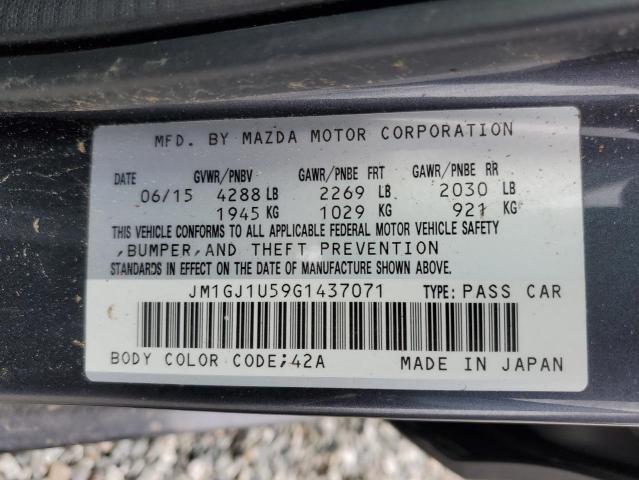 MFD. BY MAZDA MOTOR CORPORATION
DATE GVWR/PNBV GAWR/PNBE FRT GAWR/PNBE RR
06/15 4288 LB 2269 LB 2030 LB
1945 KG 1029 KG 921 KG
THIS VEHICLE CONFORMS TO ALL APPLICABLE FEDERAL MOTOR VEHICLE SAFETY
,BUMPER,AND THEFT PREVENTION
STANDARDS IN EFFECT ON THE DATE OF MANUFACTURE SHOWN ABOVE.
JM1GJ1U59G1437071 TYPE: PASS CAR
BODY COLOR CODE;42A MADE IN JAPAN